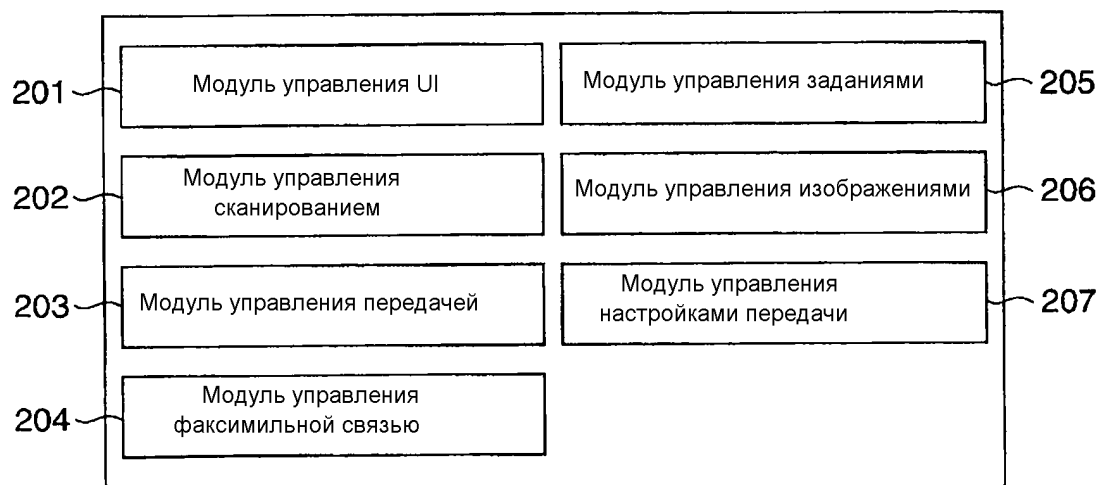 201
Модуль управления UI
202
Модуль управления
сканированием
203
Модуль управления передачей
204
Модуль управления
факсимильной связью
Модуль управления заданиями
205
Модуль управления изображениями
206
Модуль управления
настройками передачи
207